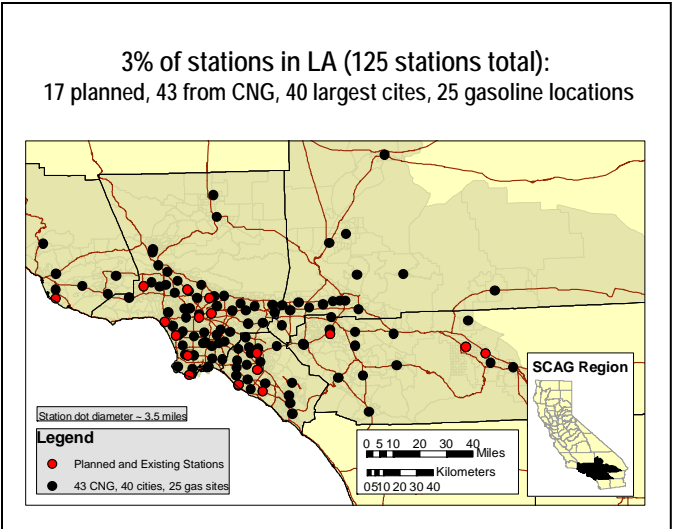 3% of stations in LA (125 stations total):
17 planned, 43 from CNG, 40 largest cites, 25 gasoline locations
SCAG Region
Station dot diameter ~ 3.5 miles
Legend
Planned and Existing Stations
43 CNG, 40 cities, 25 gas sites
0 5 10 20 30 40
Miles
Kilometers
0510 20 30 40